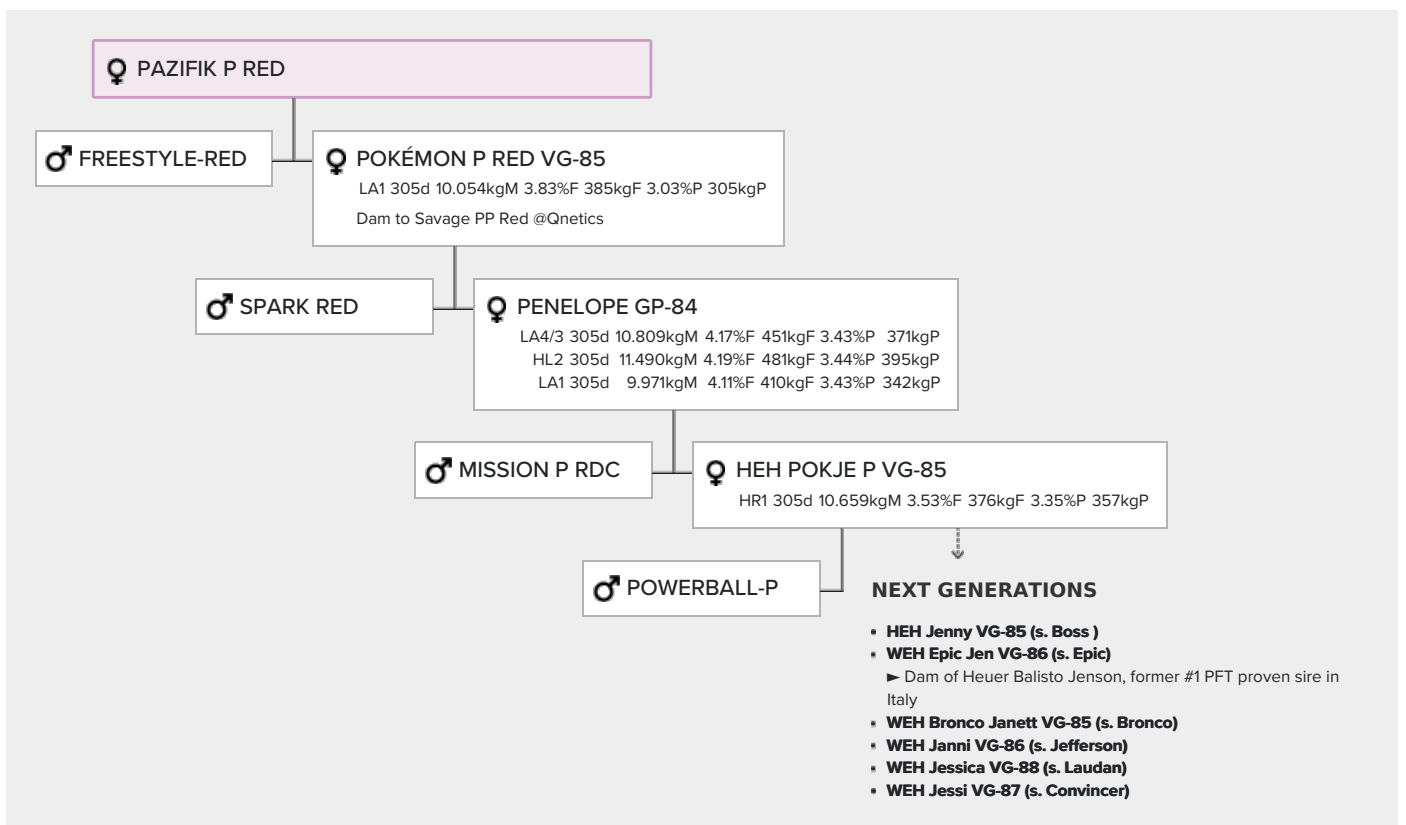 PAZIFIK P RED
FREESTYLE-RED
POKÉMON P RED VG-85
LA1 305d 10.054kgM 3.83%F 385kgF 3.03%P 305kgP
Dam to Savage PP Red @Qnetics
SPARK RED
PENELOPE GP-84
LA4/3 305d 10.809kgM 4.17%F 451kgF 3.43%P 371kgP
HL2 305d 11.490kgM 4.19%F 481kgF 3.44%P 395kgP
LA1 305d 9.971kgM 4.11%F 410kgF 3.43%P 342kgP
MISSION P RDC
HEH POKJE P VG-85
HR1 305d 10.659kgM 3.53%F 376kgF 3.35%P 357kgP
POWERBALL-P
NEXT GENERATIONS
HEH Jenny VG-85 (s. Boss )
WEH Epic Jen VG-86 (s. Epic)
► Dam of Heuer Balisto Jenson, former #1 PFT proven sire in
Italy
WEH Bronco Janett VG-85 (s. Bronco)
WEH Janni VG-86 (s. Jefferson)
WEH Jessica VG-88 (s. Laudan)
WEH Jessi VG-87 (s. Convincer)